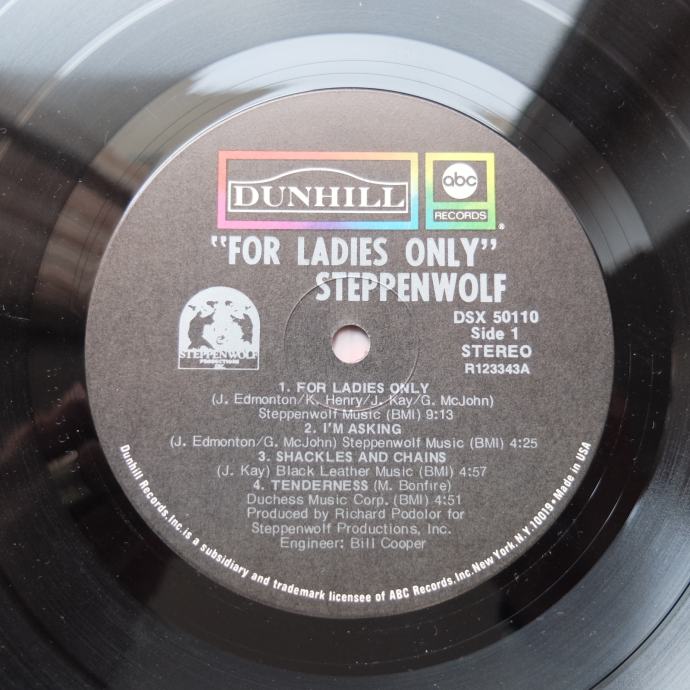 DUNHILL
abc
RECORDS
®
"FOR LADIES ONLY"
STEPPENWOLF
DSX 50110
Side 1
STEREO
R123343A
STEPPENWOLF
PRODUCTIONS
INC
1. FOR LADIES ONLY
(J. Edmonton/K. Henry/J. Kay/G. McJohn)
Steppenwolf Music (BMI) 9:13
2. I'M ASKING
(J. Edmonton/G. McJohn) Steppenwolf Music (BMI) 4:25
3. SHACKLES AND CHAINS
(J. Kay) Black Leather Music (BMI) 4:57
4. TENDERNESS (M. Bonfire)
Duchess Music Corp. (BMI) 4:51
Produced by Richard Podolor for
Steppenwolf Productions, Inc.
Engineer: Bill Cooper
Dunhill Records, Inc. is a subsidiary and trademark licensee of ABC Records, Inc. New York, N.Y. 10019 • Made in USA